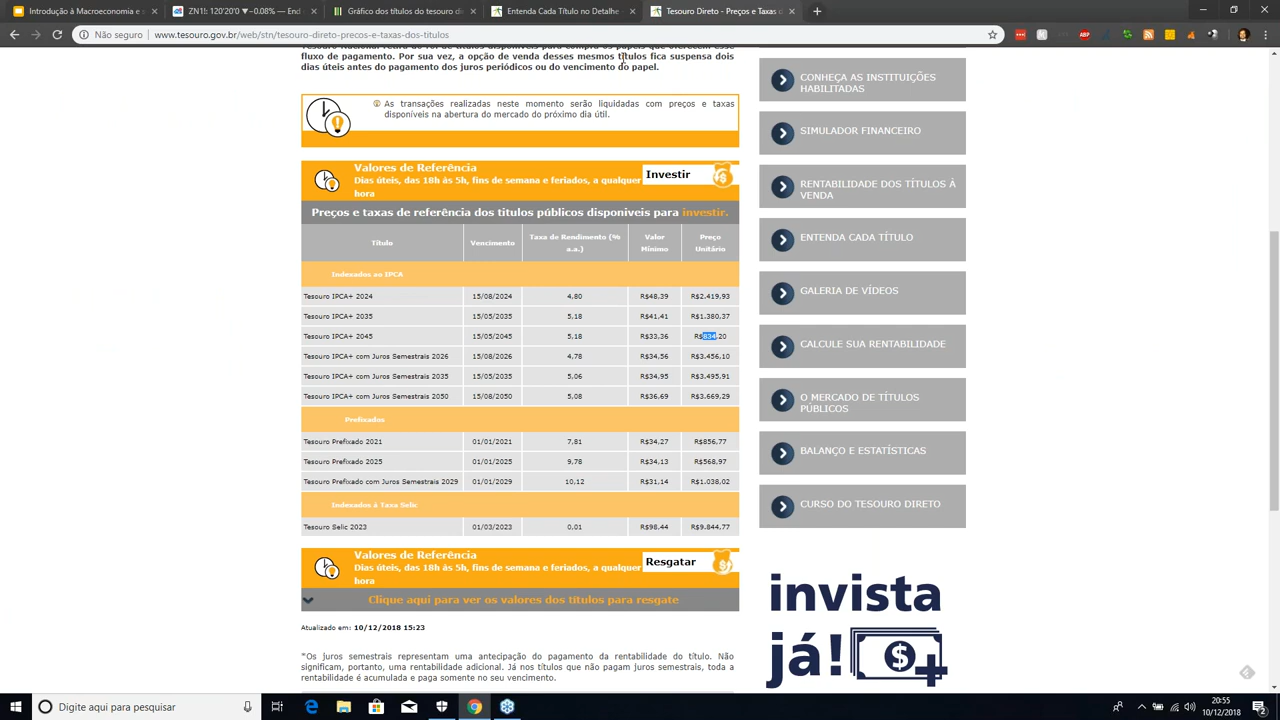 Introdução à Macroeconomia & M
ZN1!: 120'200 ▼−0.08% — Cenári
Entenda Cada Título no Detalhe
Preços e Taxas dos Títulos - Teso
Não seguro | www.tesouro.gov.br/web/stn/tesouro-direto-precos-e-taxas-dos-titulos
fluxo de pagamento. Por sua vez, a opção de venda desses mesmos títulos fica suspensa dois
dias úteis antes do pagamento dos juros periódicos ou do vencimento do papel.
As transações realizadas neste momento serão liquidadas com preços e taxas
disponíveis na abertura do mercado do próximo dia útil.
Valores de Referência
Dias úteis, das 18h às 5h, fins de semana e feriados, a qualquer
hora
Investir
Preços e taxas de referência dos titulos públicos disponiveis para investir.
Título Vencimento Taxa de Rendimento (% a.a.) Valor Mínimo Preço Unitário
Indexados ao IPCA
Tesouro IPCA+ 2024 15/08/2024 4,80 R$48,39 R$2.419,93
Tesouro IPCA+ 2035 15/05/2035 5,18 R$41,41 R$1.380,37
Tesouro IPCA+ 2045 15/05/2045 5,18 R$33,36 R$834,20
Tesouro IPCA+ com Juros Semestrais 2026 15/08/2026 4,78 R$34,56 R$3.456,10
Tesouro IPCA+ com Juros Semestrais 2035 15/05/2035 5,06 R$34,95 R$3.495,91
Tesouro IPCA+ com Juros Semestrais 2050 15/08/2050 5,08 R$36,69 R$3.669,29
Prefixados
Tesouro Prefixado 2021 01/01/2021 7,81 R$34,27 R$856,77
Tesouro Prefixado 2025 01/01/2025 9,78 R$34,13 R$568,97
Tesouro Prefixado com Juros Semestrais 2029 01/01/2029 10,12 R$31,14 R$1.038,02
Indexados à Taxa Selic
Tesouro Selic 2023 01/03/2023 0,01 R$98,44 R$9.844,77
Valores de Referência
Dias úteis, das 18h às 5h, fins de semana e feriados, a qualquer
hora
Resgatar
Clique aqui para ver os valores dos títulos para resgate
Atualizado em: 10/12/2018 15:23
"Os juros semestrais representam uma antecipação do pagamento da rentabilidade do título. Não
significam, portanto, uma rentabilidade adicional. Já nos títulos que não pagam juros semestrais, toda a
rentabilidade é acumulada e paga somente no seu vencimento.
CONHEÇA AS INSTITUIÇÕES
HABILITADAS
SIMULADOR FINANCEIRO
RENTABILIDADE DOS TÍTULOS À
VENDA
ENTENDA CADA TÍTULO
GALERIA DE VÍDEOS
CALCULE SUA RENTABILIDADE
O MERCADO DE TÍTULOS
PÚBLICOS
BALANÇO E ESTATÍSTICAS
CURSO DO TESOURO DIRETO
invista
já!
Digite aqui para pesquisar
20:55
10/12/2018